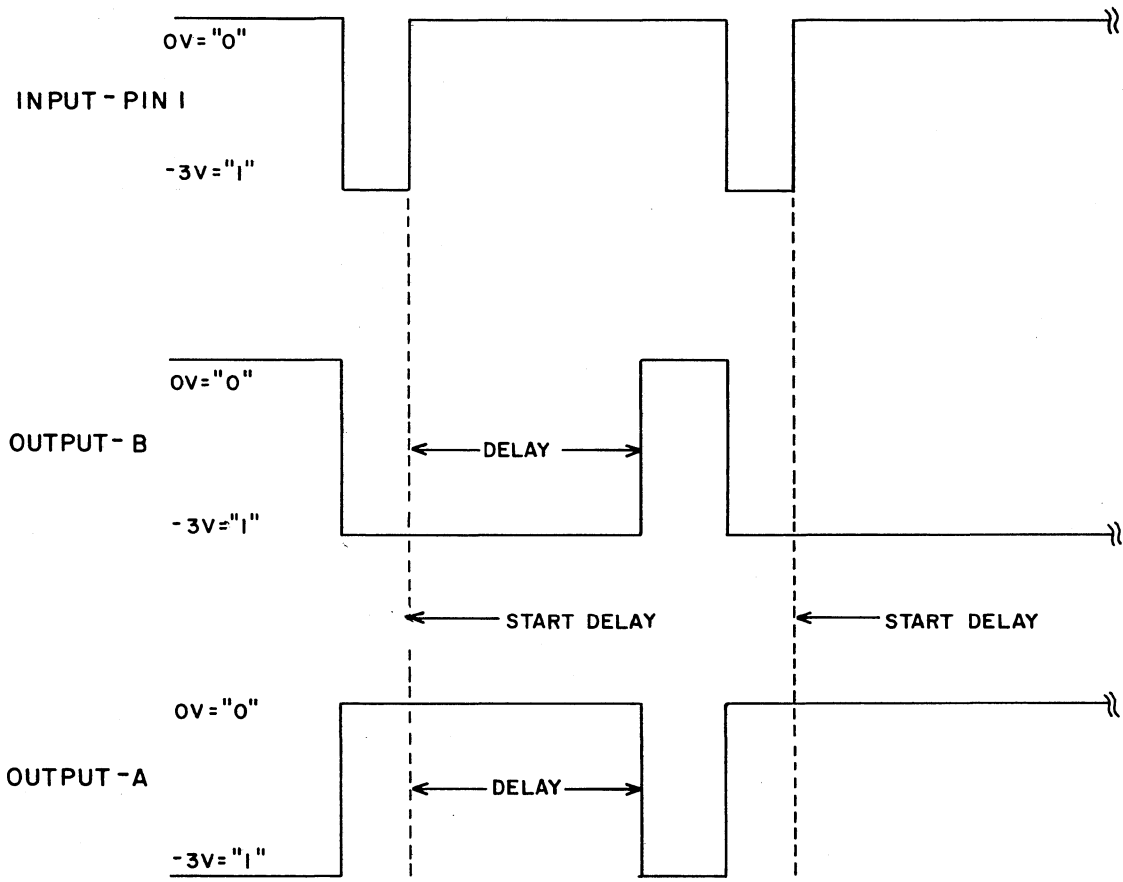 0V="0"
INPUT-PIN 1
-3V="1"
0V="0"
OUTPUT-B
DELAY
-3V="1"
START DELAY
START DELAY
0V="0"
OUTPUT-A
DELAY
-3V="1"